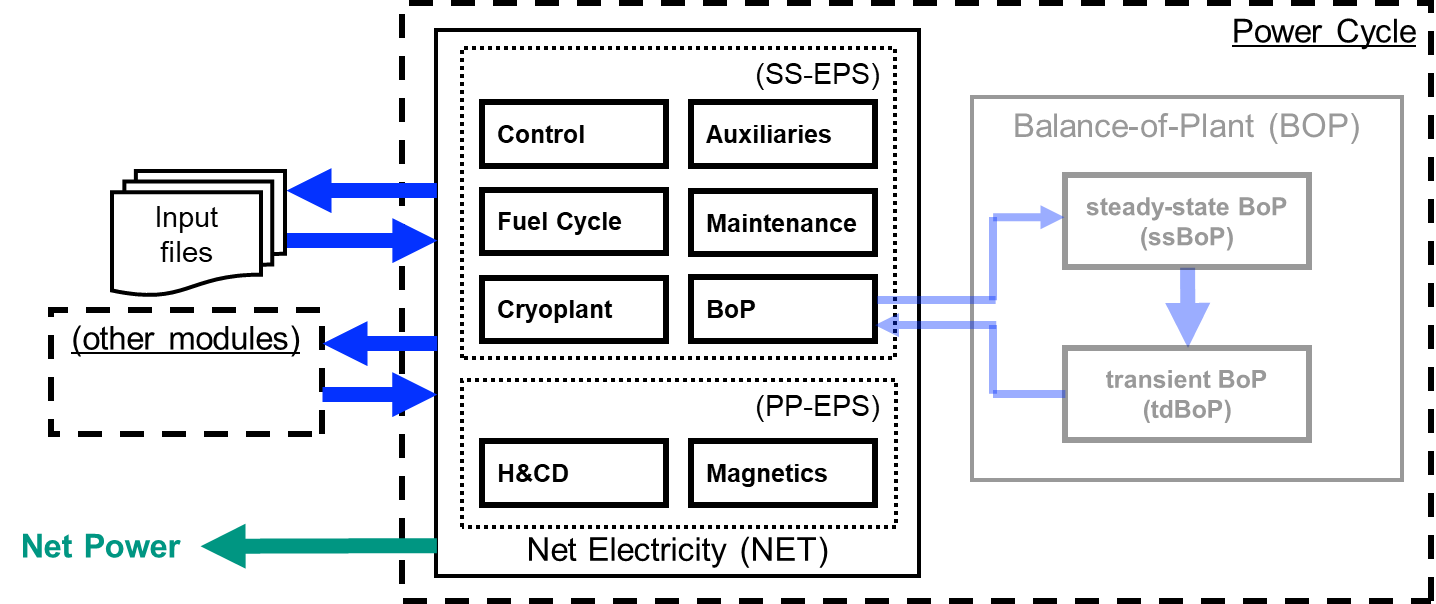 Power Cycle
(SS-EPS)
Control
Auxiliaries
Fuel Cycle
Maintenance
Cryoplant
BoP
(PP-EPS)
H&CD
Magnetics
Net Electricity (NET)
Input
files
(other modules)
Net Power
Balance-of-Plant (BOP)
steady-state BoP
(ssBoP)
transient BoP
(tdBoP)